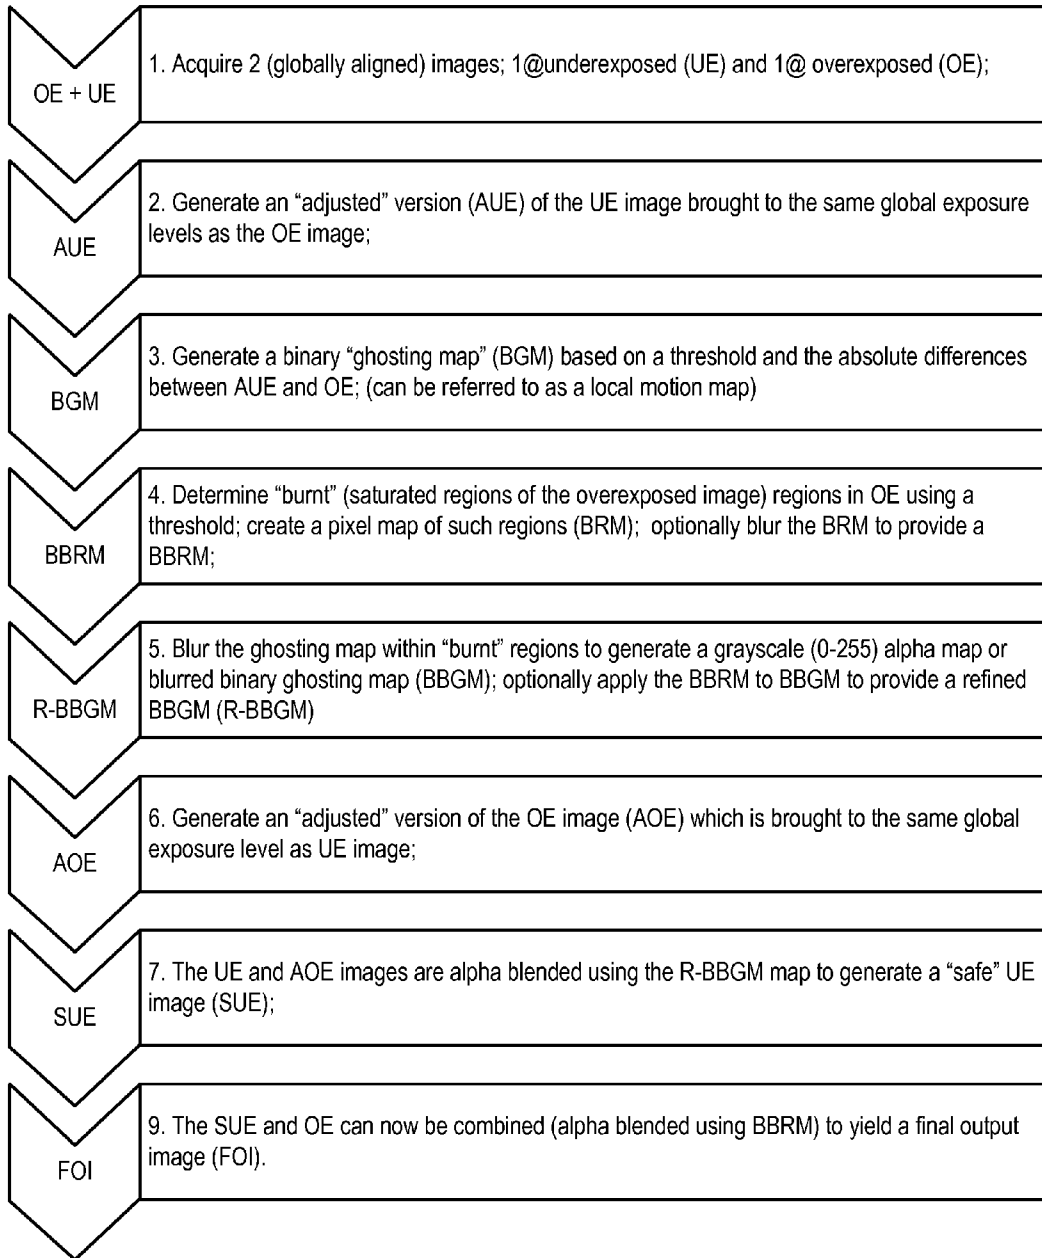 OE + UE
1. Acquire 2 (globally aligned) images; 1@underexposed (UE) and 1@ overexposed (OE);
AUE
2. Generate an “adjusted” version (AUE) of the UE image brought to the same global exposure
levels as the OE image;
BGM
3. Generate a binary “ghosting map” (BGM) based on a threshold and the absolute differences
between AUE and OE; (can be referred to as a local motion map)
BBRM
4. Determine “burnt” (saturated regions of the overexposed image) regions in OE using a
threshold; create a pixel map of such regions (BRM); optionally blur the BRM to provide a
BBRM;
R-BBGM
5. Blur the ghosting map within “burnt” regions to generate a grayscale (0-255) alpha map or
blurred binary ghosting map (BBGM); optionally apply the BBRM to BBGM to provide a refined
BBGM (R-BBGM)
AOE
6. Generate an “adjusted” version of the OE image (AOE) which is brought to the same global
exposure level as UE image;
SUE
7. The UE and AOE images are alpha blended using the R-BBGM map to generate a “safe” UE
image (SUE);
FOI
9. The SUE and OE can now be combined (alpha blended using BBRM) to yield a final output
image (FOI).